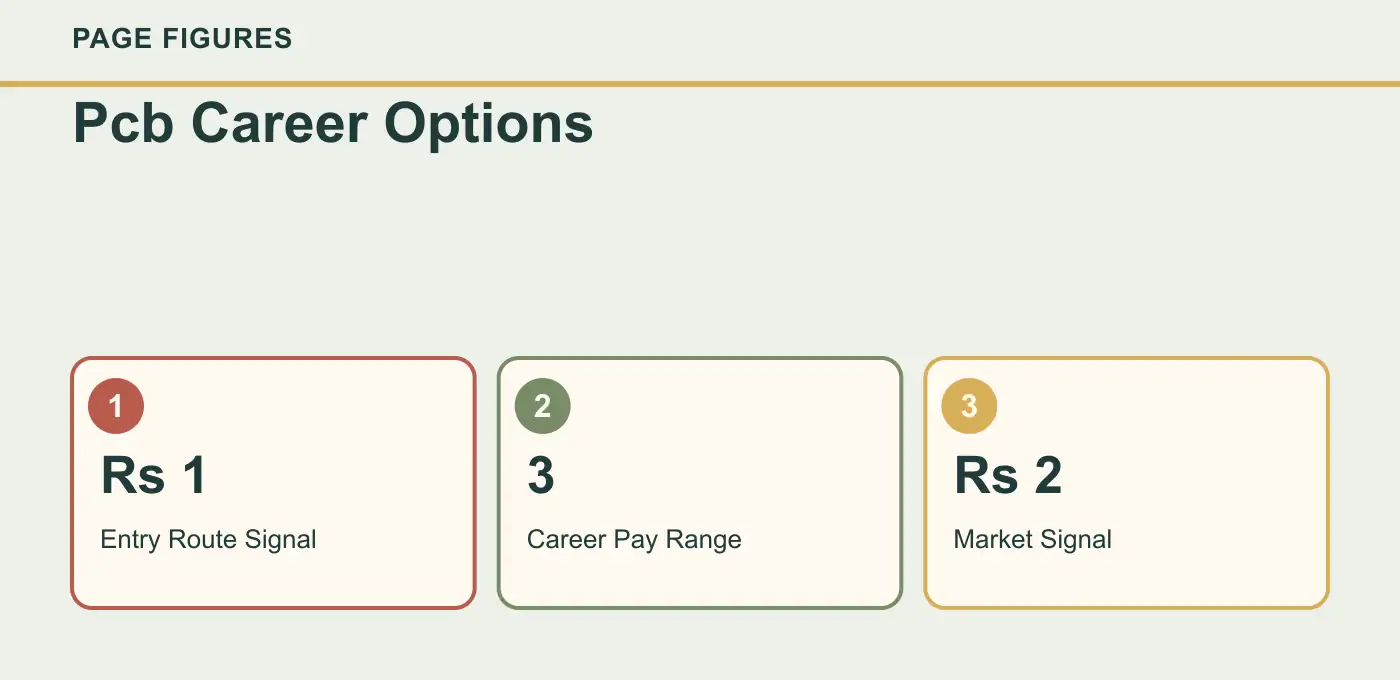 PAGE FIGURES
Pcb Career Options
1
Rs 1
Entry Route Signal
2
3
Career Pay Range
3
Rs 2
Market Signal